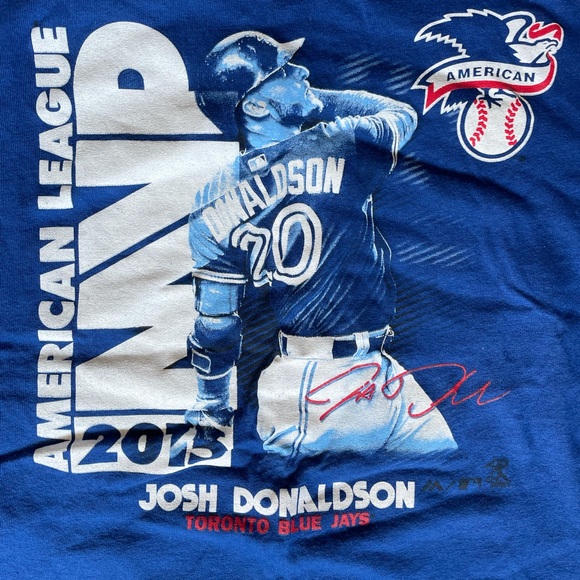 AMERICAN LEAGUE
MVP
2015
AMERICAN
DONALDSON
20
JOSH DONALDSON
TORONTO BLUE JAYS